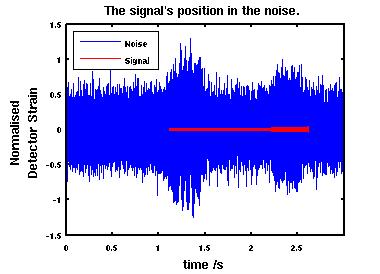 The signal's position in the noise.
1.5
1
0.5
0
-0.5
-1
-1.5
Noise
Signal
Normalised
Detector Strain
0 0.5 1 1.5 2 2.5
time /s